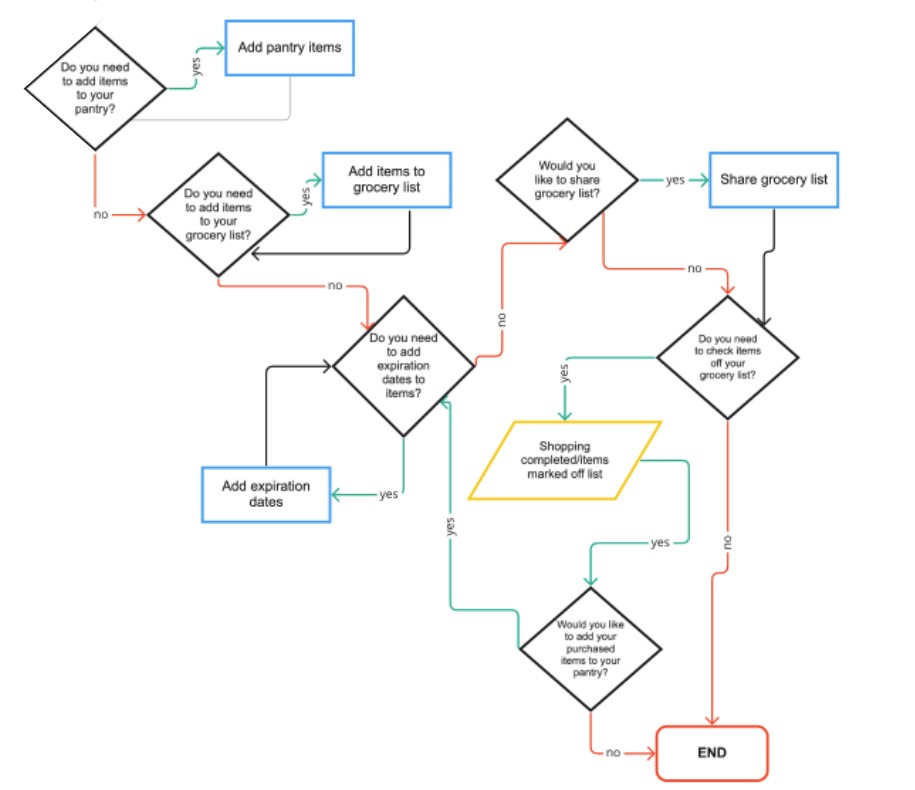 Do you need
to add items
to your
pantry?
yes
Add pantry items
no
Do you need
to add items
to your
grocery list?
yes
Add items to
grocery list
no
Would you
like to share
grocery list?
yes
Share grocery list
no
Do you need
to add
expiration
dates to
items?
no
yes
Add expiration
dates
Do you need
to check items
off your
grocery list?
yes
Shopping
completed/items
marked off list
yes
no
yes
Would you like
to add your
purchased
items to your
pantry?
no
END